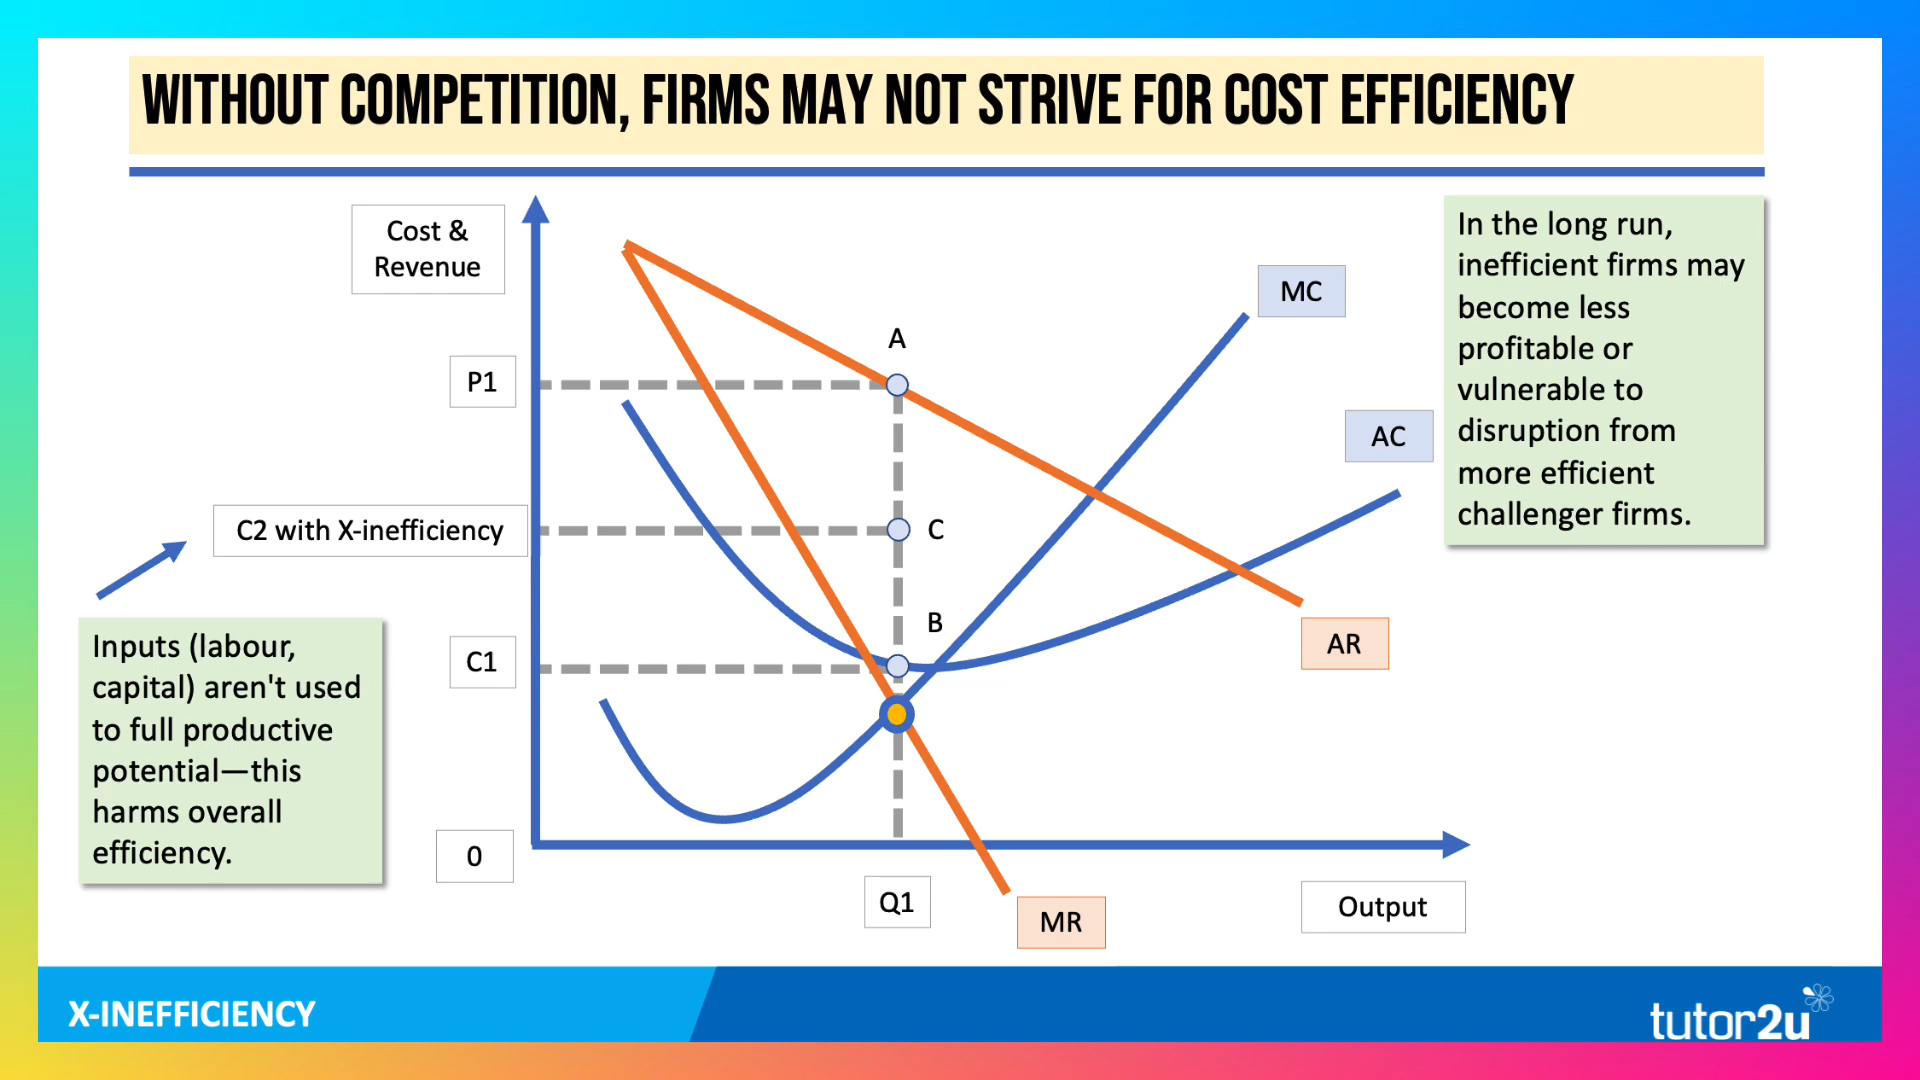 WITHOUT COMPETITION, FIRMS MAY NOT STRIVE FOR COST EFFICIENCY
Cost &
Revenue
P1
C2 with X-inefficiency
C1
0
A
C
B
MC
AC
AR
MR
Q1
Output
In the long run,
inefficient firms may
become less
profitable or
vulnerable to
disruption from
more efficient
challenger firms.
Inputs (labour,
capital) aren't used
to full productive
potential—this
harms overall
efficiency.
X-INEFFICIENCY
tutor2u